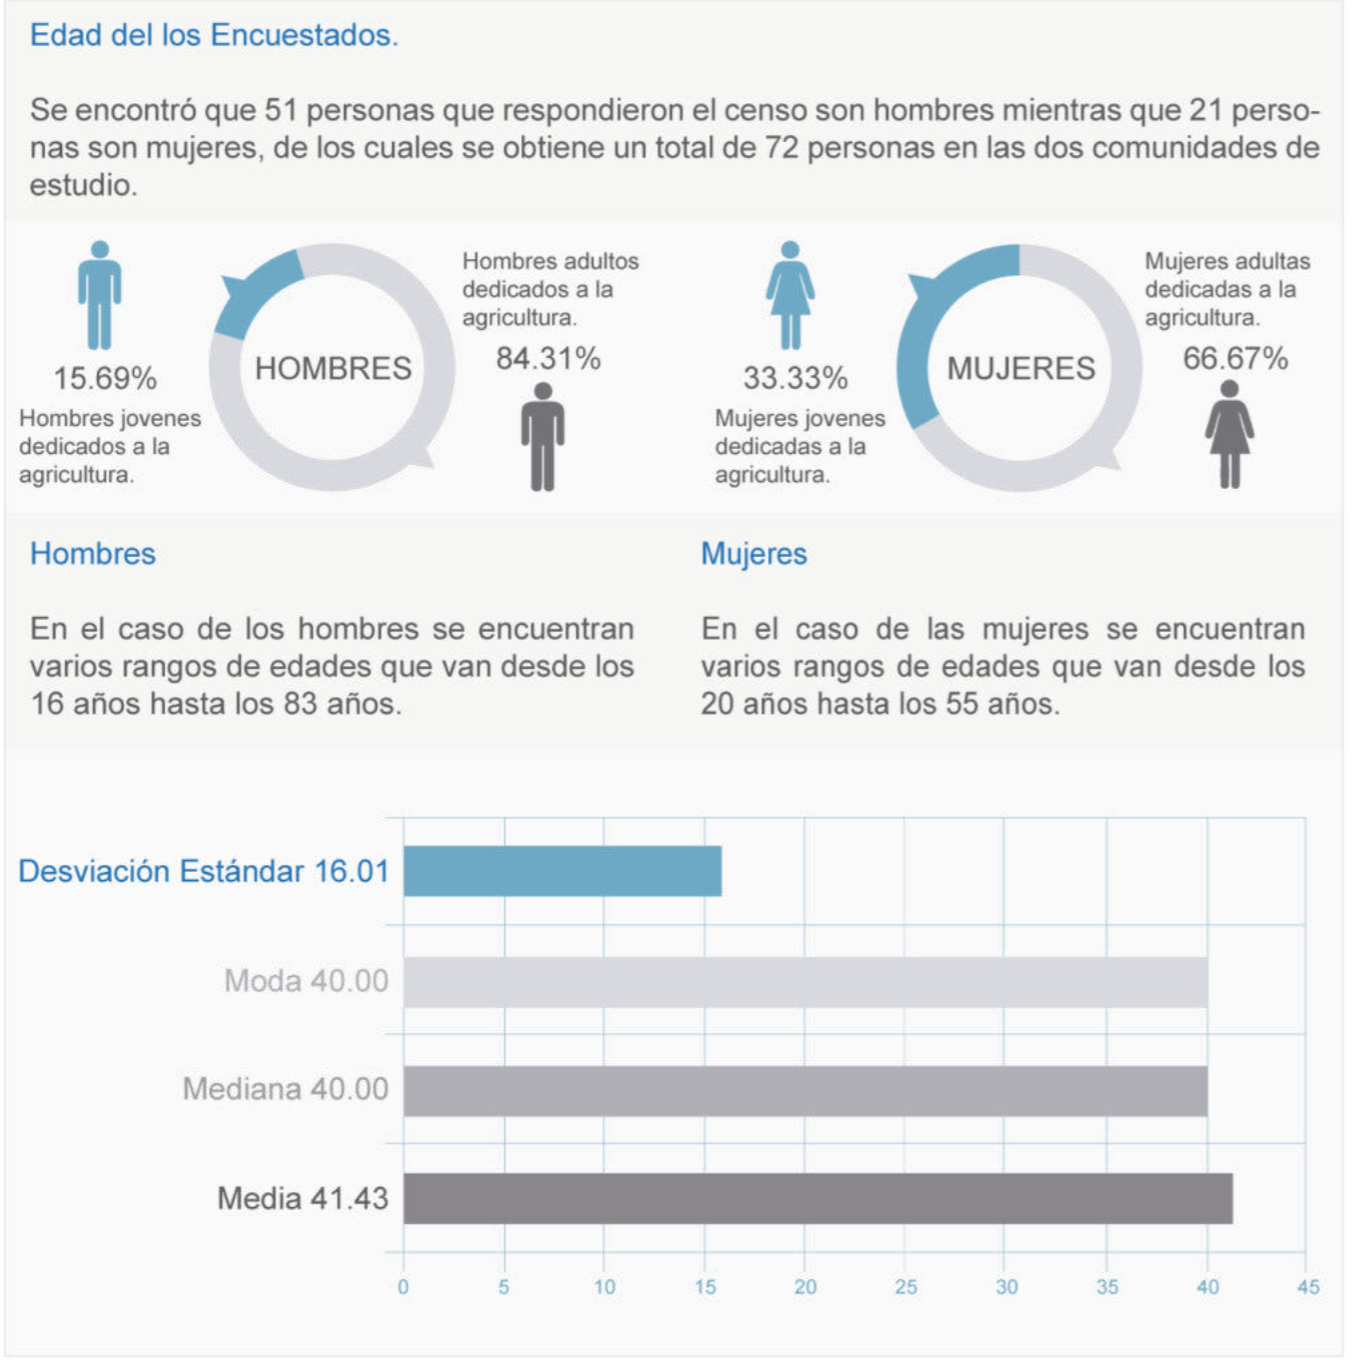 Edad del los Encuestados.
Se encontró que 51 personas que respondieron el censo son hombres mientras que 21 perso-
nas son mujeres, de los cuales se obtiene un total de 72 personas en las dos comunidades de
estudio.
15.69%
Hombres jovenes
dedicados a la
agricultura.
HOMBRES
Hombres adultos
dedicados a la
agricultura.
84.31%
33.33%
Mujeres jovenes
dedicadas a la
agricultura.
MUJERES
Mujeres adultas
dedicadas a la
agricultura.
66.67%
Hombres
En el caso de los hombres se encuentran
varios rangos de edades que van desde los
16 años hasta los 83 años.
Mujeres
En el caso de las mujeres se encuentran
varios rangos de edades que van desde los
20 años hasta los 55 años.
Desviación Estándar 16.01
Moda 40.00
Mediana 40.00
Media 41.43
0 5 10 15 20 25 30 35 40 45